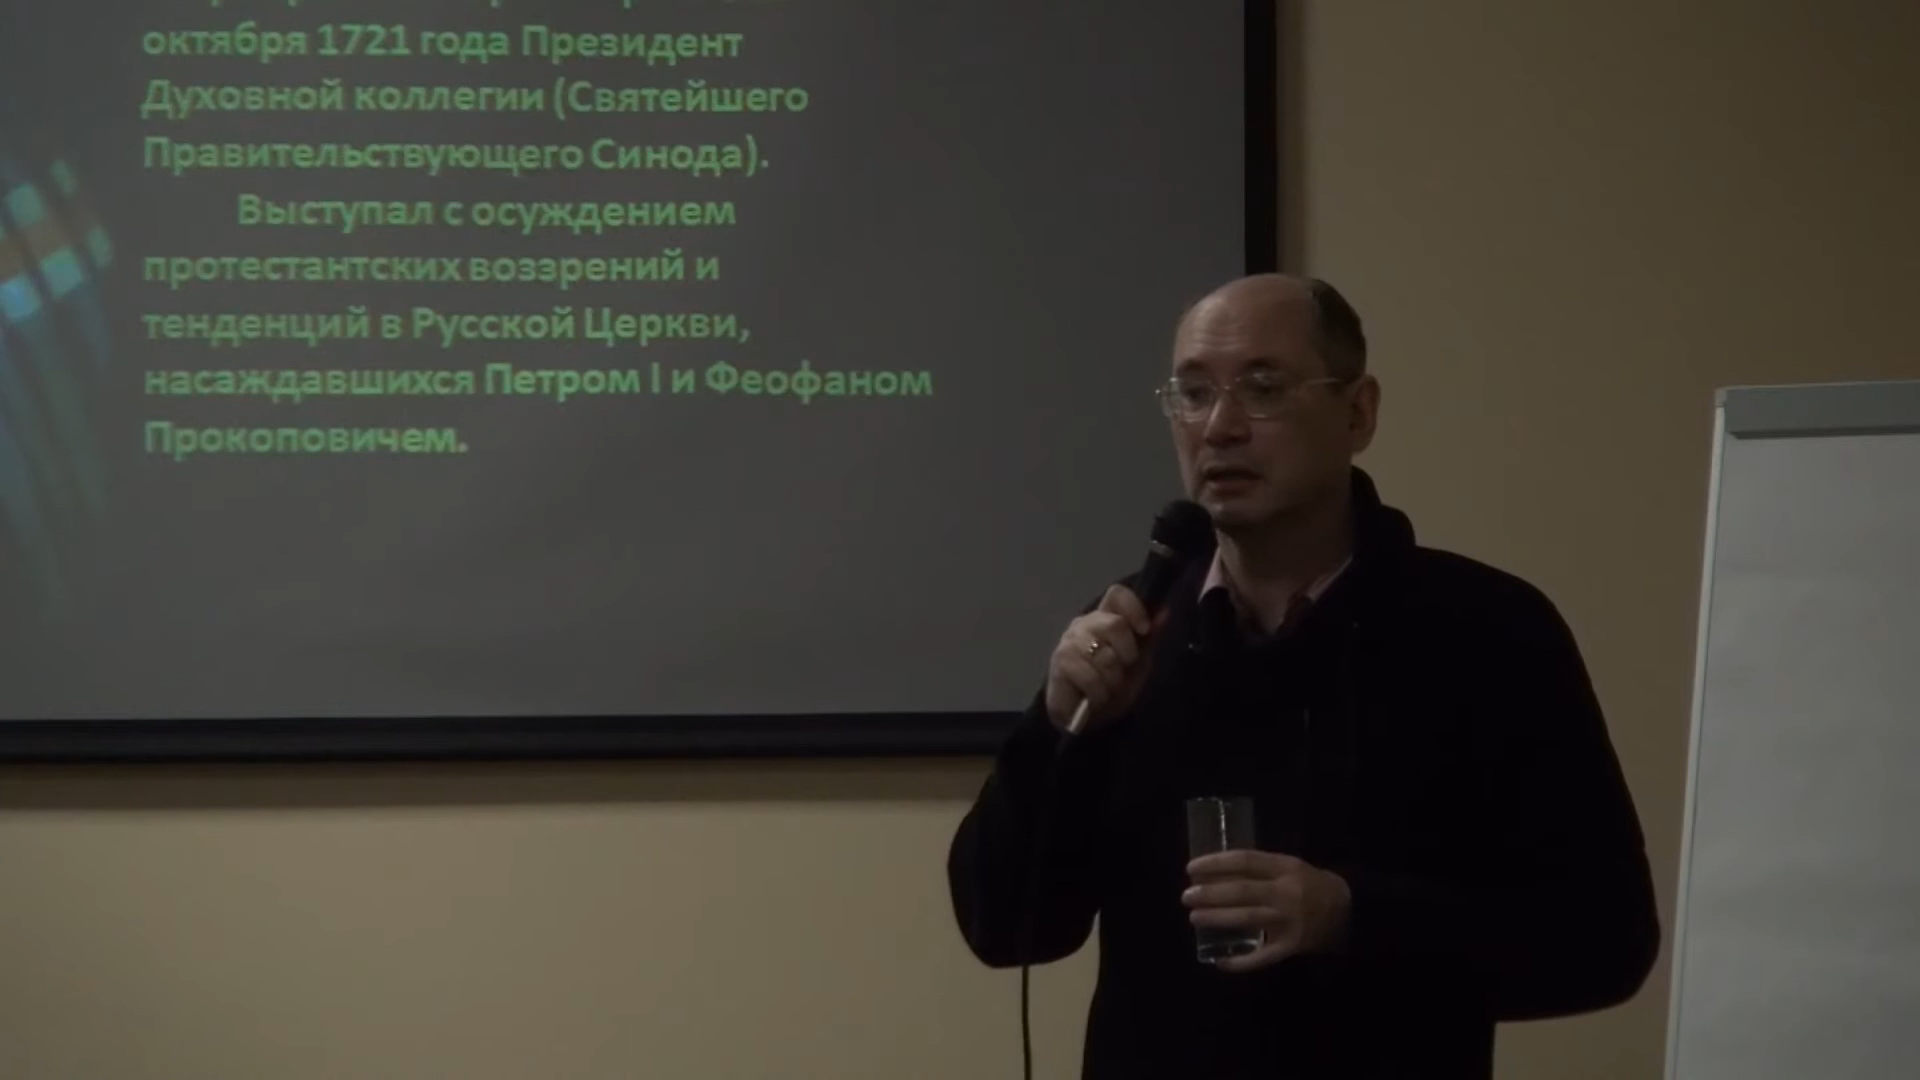 октября 1721 года Президент
Духовной коллегии (Святейшего
Правительствующего Синода).
Выступал с осуждением
протестантских воззрений и
тенденций в Русской Церкви,
насаждавшихся Петром I и Феофаном
Прокоповичем.